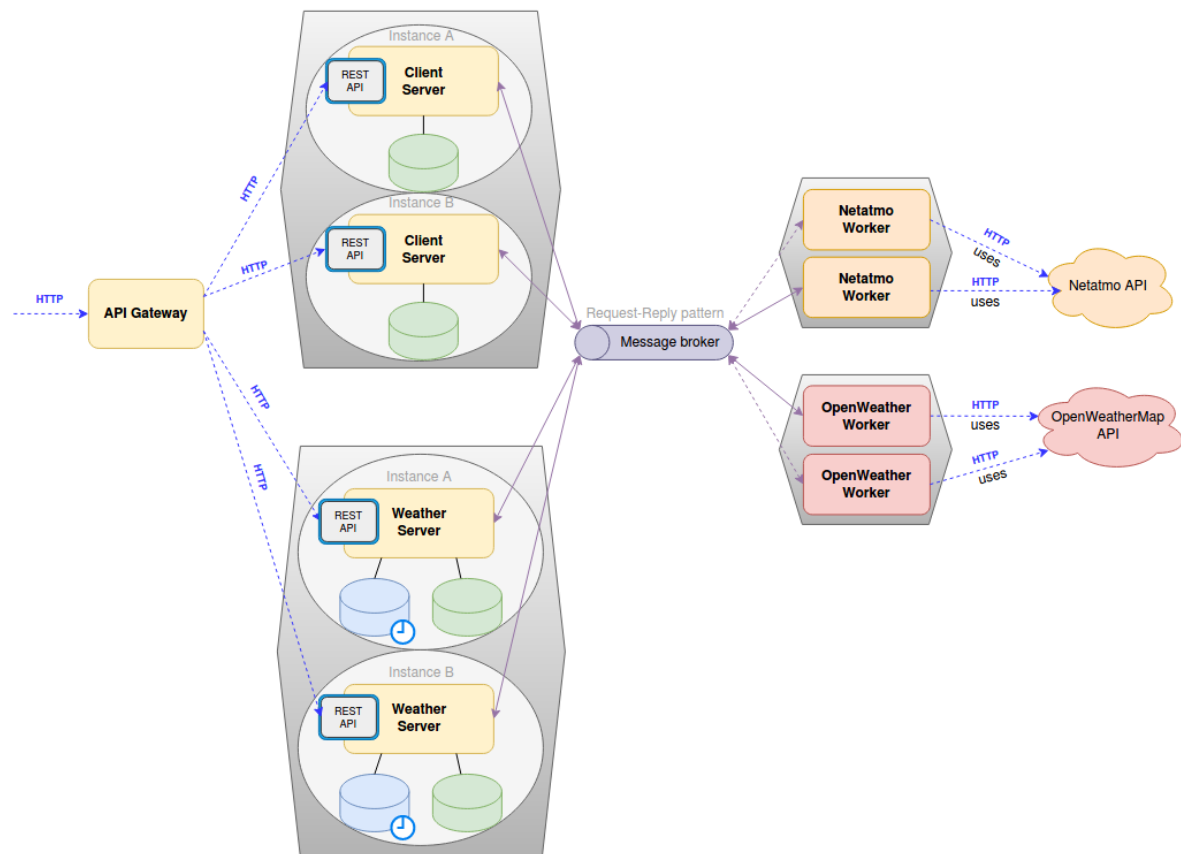 Instance A
REST
API
Client
Server
HTTP
Instance B
REST
API
Client
Server
HTTP
HTTP
API Gateway
Request-Reply pattern
Message broker
Netatmo
Worker
HTTP
uses
Netatmo
Worker
HTTP
uses
Netatmo API
OpenWeather
Worker
HTTP
uses
OpenWeather
Worker
HTTP
uses
OpenWeatherMap
API
HTTP
HTTP
Instance A
REST
API
Weather
Server
Instance B
REST
API
Weather
Server